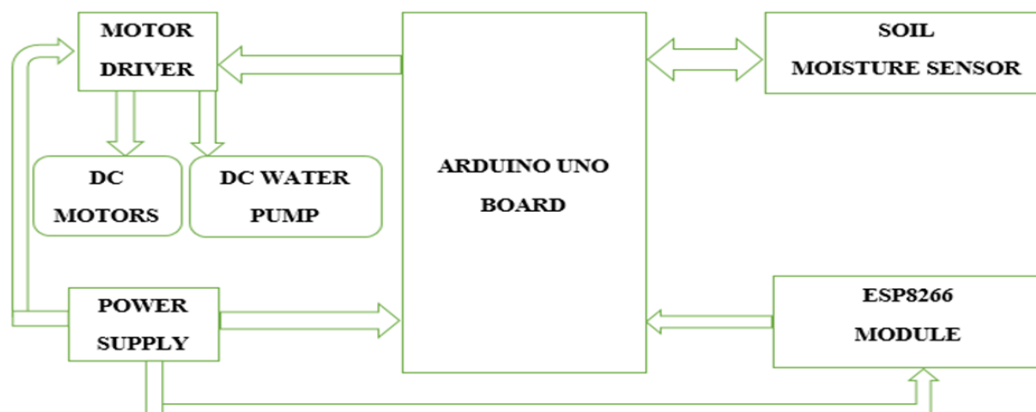 MOTOR
DRIVER
SOIL
MOISTURE SENSOR
ARDUINO UNO
BOARD
DC
MOTORS
DC WATER
PUMP
POWER
SUPPLY
ESP8266
MODULE